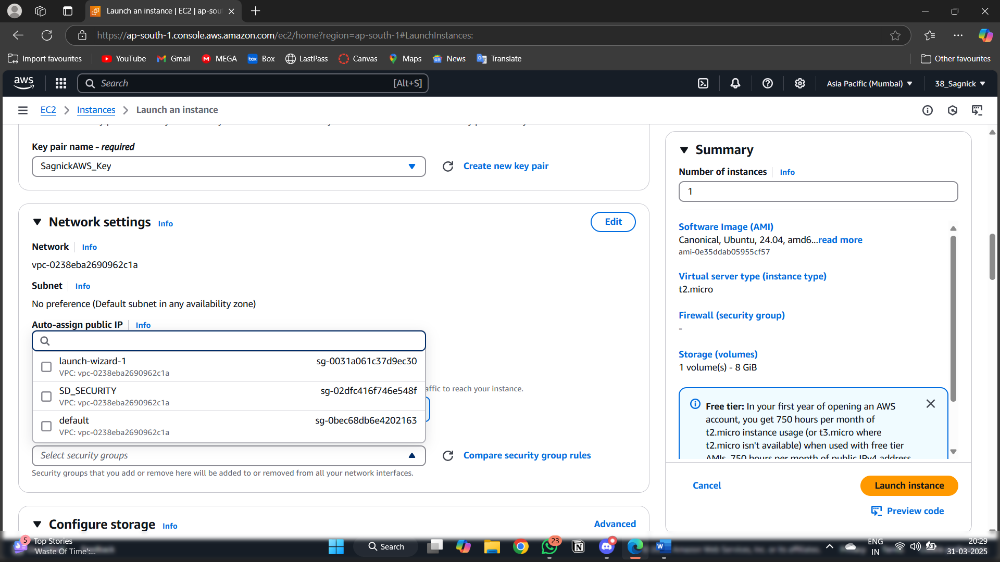 Launch an instance | EC2 | ap-sou
https://ap-south-1.console.aws.amazon.com/ec2/home?region=ap-south-1#LaunchInstances:
Import favourites
YouTube
Gmail
MEGA
box
Box
LastPass
Canvas
Maps
News
Translate
Other favourites
aws
Search
[Alt+S]
Asia Pacific (Mumbai)
38_Sagnick
EC2
Instances
Launch an instance
Key pair name - required
SagnickAWS_Key
Create new key pair
Network settings
Info
Edit
Network
Info
vpc-0238eba2690962c1a
Subnet
Info
No preference (Default subnet in any availability zone)
Auto-assign public IP
Info
launch-wizard-1
sg-0031a061c37d9ec30
VPC: vpc-0238eba2690962c1a
SD_SECURITY
sg-02dfc416f746e548f
VPC: vpc-0238eba2690962c1a
affic to reach your instance.
default
sg-0bec68db6e4202163
VPC: vpc-0238eba2690962c1a
Select security groups
Compare security group rules
Security groups that you add or remove here will be added to or removed from all your network interfaces.
Configure storage
Info
Advanced
Summary
Number of instances
Info
1
Software Image (AMI)
Canonical, Ubuntu, 24.04, amd6...read more
ami-0e35ddab05955cf57
Virtual server type (instance type)
t2.micro
Firewall (security group)
-
Storage (volumes)
1 volume(s) - 8 GiB
Free tier: In your first year of opening an AWS
account, you get 750 hours per month of
t2.micro instance usage (or t3.micro where
t2.micro isn't available) when used with free tier
AMIs, 750 hours per month of public IPv4 address
Cancel
Launch instance
Preview code
5
Top Stories
'Waste Of Time':...
Search
23
ENG
IN
20:29
31-03-2025